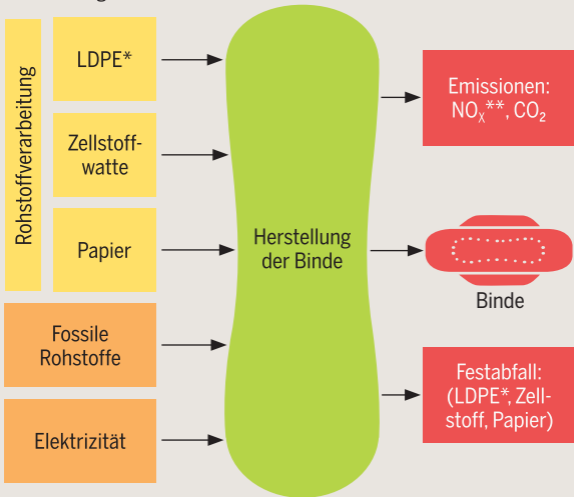 Rohstoffverarbeitung
LDPE*
Zellstoff-
watte
Papier
Fossile
Rohstoffe
Elektrizität
Herstellung
der Binde
Emissionen:
NOX**, CO2
Binde
Festabfall:
(LDPE*, Zell-
stoff, Papier)